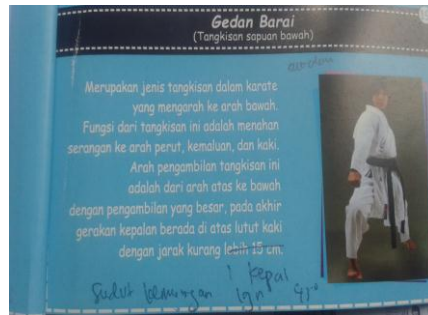 Gedan Barai
(Tangkisan sapuan bawah)
Merupakan jenis tangkisan dalam karate
yang mengarah ke arah bawah.
Fungsi dari tangkisan ini adalah menahan
serangan ke arah perut, kemaluan, dan kaki.
Arah pengambilan tangkisan ini
adalah dari arah atas ke bawah
dengan pengambilan yang besar, pada akhir
gerakan kepalan berada di atas lutut kaki
dengan jarak kurang lebih 15 cm.
1 kepal
Sudut